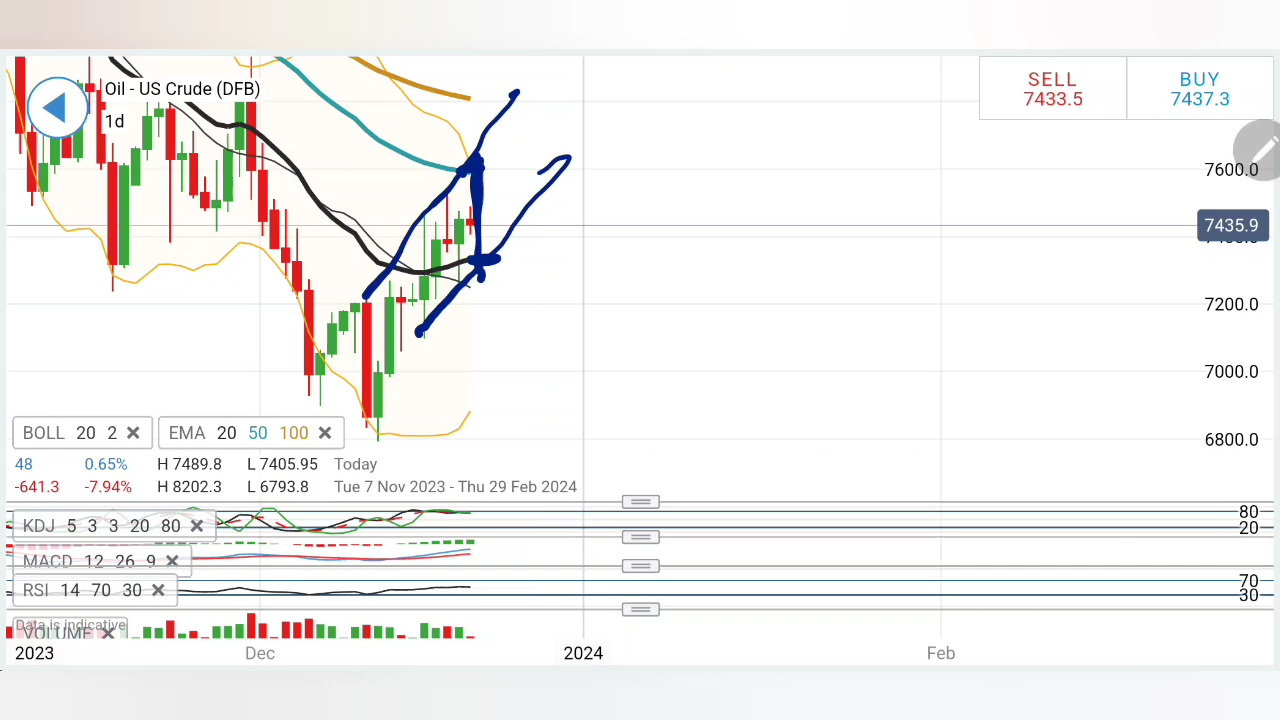 Oil - US Crude (DFB)
1d
SELL
7433.5
BUY
7437.3
7600.0
7435.9
7200.0
7000.0
6800.0
BOLL 20 2
EMA 20 50 100
48 0.65% H 7489.8 L 7405.95 Today
-641.3 -7.94% H 8202.3 L 6793.8 Tue 7 Nov 2023 - Thu 29 Feb 2024
KDJ 5 3 3 20 80
80
20
MACD 12 26 9
RSI 14 70 30
70
30
Data is indicative
VOLUME
2023 Dec 2024 Feb